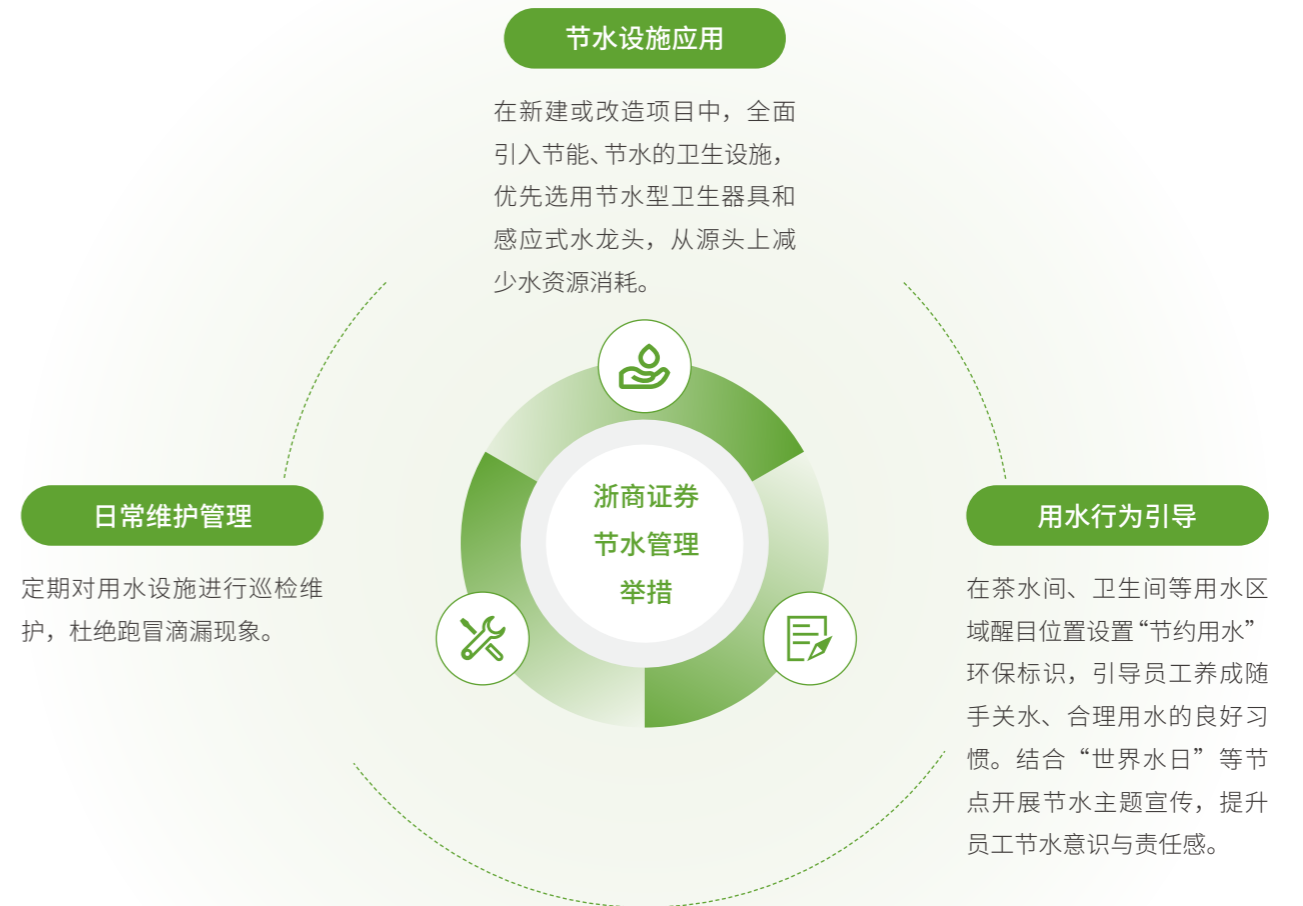 节水设施应用
在新建或改造项目中，全面
引入节能、节水的卫生设施，
优先选用节水型卫生器具和
感应式水龙头，从源头上减
少水资源消耗。
浙商证券
节水管理
举措
日常维护管理
定期对用水设施进行巡检维
护，杜绝跑冒滴漏现象。
用水行为引导
在茶水间、卫生间等用水区
域醒目位置设置“节约用水”
环保标识，引导员工养成随
手关水、合理用水的良好习
惯。结合“世界水日”等节
点开展节水主题宣传，提升
员工节水意识与责任感。